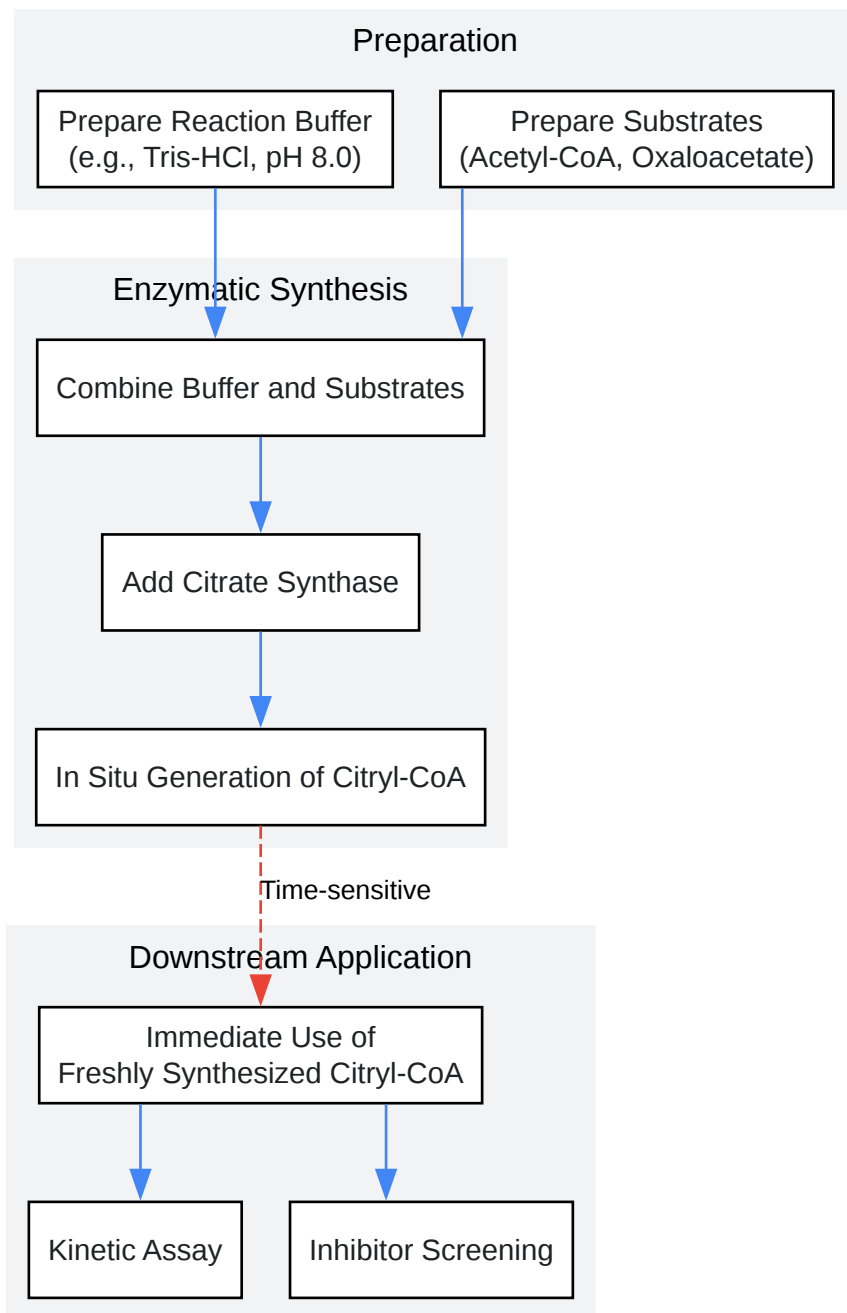 Preparation
Prepare Reaction Buffer
(e.g., Tris-HCl, pH 8.0)
Prepare Substrates
(Acetyl-CoA, Oxaloacetate)
Enzymatic Synthesis
Combine Buffer and Substrates
Add Citrate Synthase
In Situ Generation of Citryl-CoA
Time-sensitive
Downstream Application
Immediate Use of
Freshly Synthesized Citryl-CoA
Kinetic Assay
Inhibitor Screening